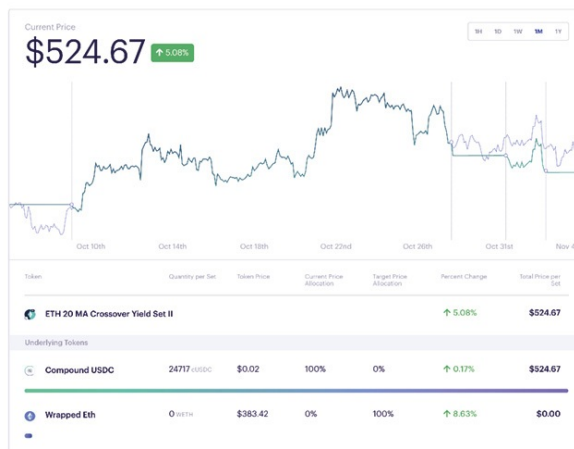 Current Price
$524.67 ↑ 5.08%
1H 1D 1W 1M 1Y
Oct 10th Oct 14th Oct 18th Oct 22nd Oct 26th Oct 31st Nov 4
Token Quantity per Set Token Price Current Price Allocation Target Price Allocation Percent Change Total Price per Set
ETH 20 MA Crossover Yield Set II ↑ 5.08% $524.67
Underlying Tokens
Compound USDC 24717 cUSDC $0.02 100% 0% ↑ 0.17% $524.67
Wrapped Eth 0 WETH $383.42 0% 100% ↑ 8.63% $0.00